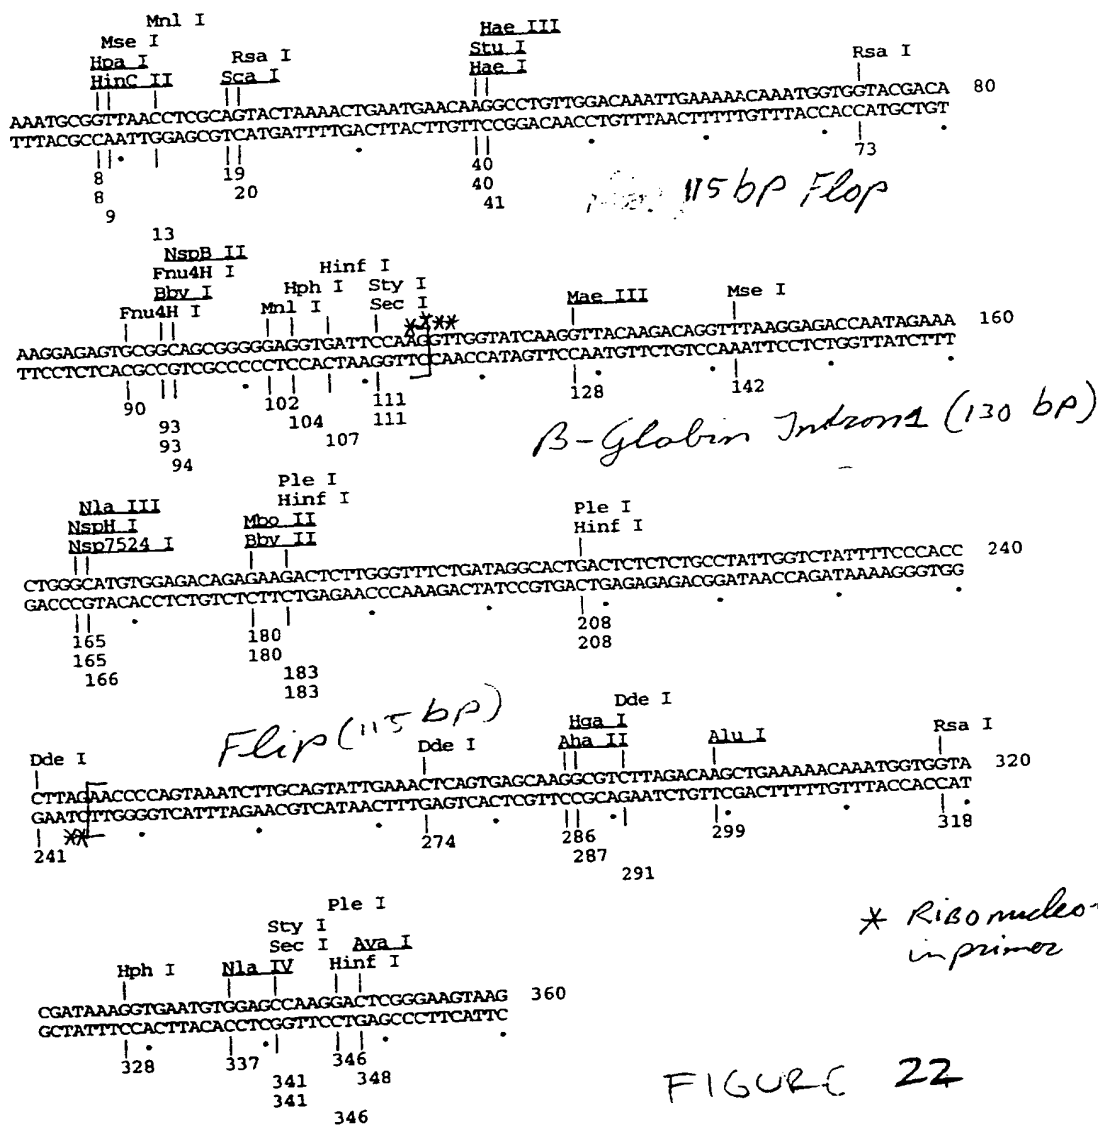 Mnl I
Mse I Hae III
Hpa I Rsa I Stu I Rsa I
HinC II Sca I Hae I
AAATGCGGTTAACCTCGCAGTACTAAAACTGAATGAACAAGGCCTGTTGGACAAATTGAAAAACAAATGGTGGTACGACA 80
TTTACGCCAATTGGAGCGTCATGATTTTGACTTACTTGTTCCGGACAACCTGTTTAACTTTTTGTTTACCACCATGCTGT
8 19 40 73
8 20 40
9 41
115 bp Flop
13
NspB II
Fnu4H I Hinf I
Bbv I Hph I Sty I Mae III Mse I
Fnu4H I Mnl I Sec I
****
AAGGAGAGTGCGGCAGCGGGGGAGGTGATTCCAAGGTTGGTATCAAGGTTACAAGACAGGTTTAAGGAGACCAATAGAAA 160
TTCCTCTCACGCCGTCGCCCCCTCCACTAAGGTTCCAACCATAGTTCCAATGTTCTGTCCAAATTCCTCTGGTTATCTTT
90 102 111 128 142
93 104 111
93 107
94
β-Globin Intron 1 (130 bp)
Ple I
Nla III Hinf I Ple I
NspH I Mbo II Hinf I
Nsp7524 I Bbv II
CTGGGCATGTGGAGACAGAGAAGACTCTTGGGTTTCTGATAGGCACTGACTCTCTCTGCCTATTGGTCTATTTTCCCACC 240
GACCCGTACACCTCTGTCTCTTCTGAGAACCCAAAGACTATCCGTGACTGAGAGAGACGGATAACCAGATAAAAGGGTGG
165 180 208
165 180 208
166 183
183
Flip (115 bp)
Dde I
Hga I
Dde I Dde I Aha II Alu I Rsa I
CTTAGAACCCCAGTAAATCTTGCAGTATTGAAACTCAGTGAGCAAGGCGTCTTAGACAAGCTGAAAAACAAATGGTGGTA 320
GAATCTTGGGGTCATTTAGAACGTCATAACTTTGAGTCACTCGTTCCGCAGAATCTGTTCGACTTTTTGTTTACCACCAT
**
241 274 286 299 318
287
291
* Ribonucleo-
in primer
Ple I
Sty I
Sec I Ava I
Hph I Nla IV Hinf I
CGATAAAGGTGAATGTGGAGCCAAGGACTCGGGAAGTAAG 360
GCTATTTCCACTTACACCTCGGTTCCTGAGCCCTTCATTC
328 337 346
341 348
341
346
FIGURE 22